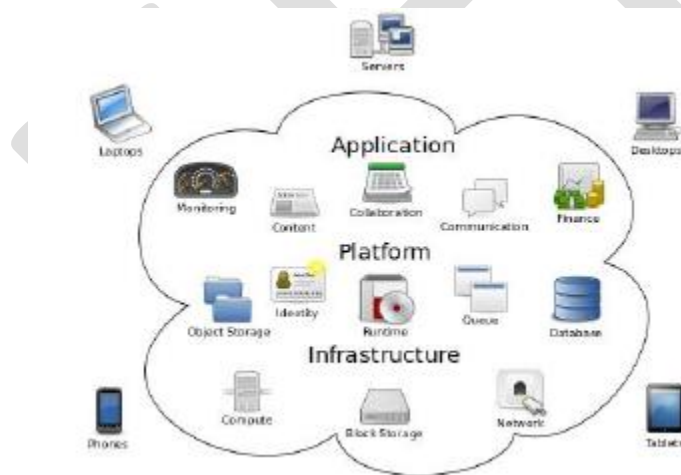 Servers
Laptops
Desktops
Application
Monitoring
Content
Collaboration
Communication
Finance
Platform
Object Storage
Identity
Runtime
Queue
Database
Infrastructure
Compute
Block Storage
Network
Phones
Tablets